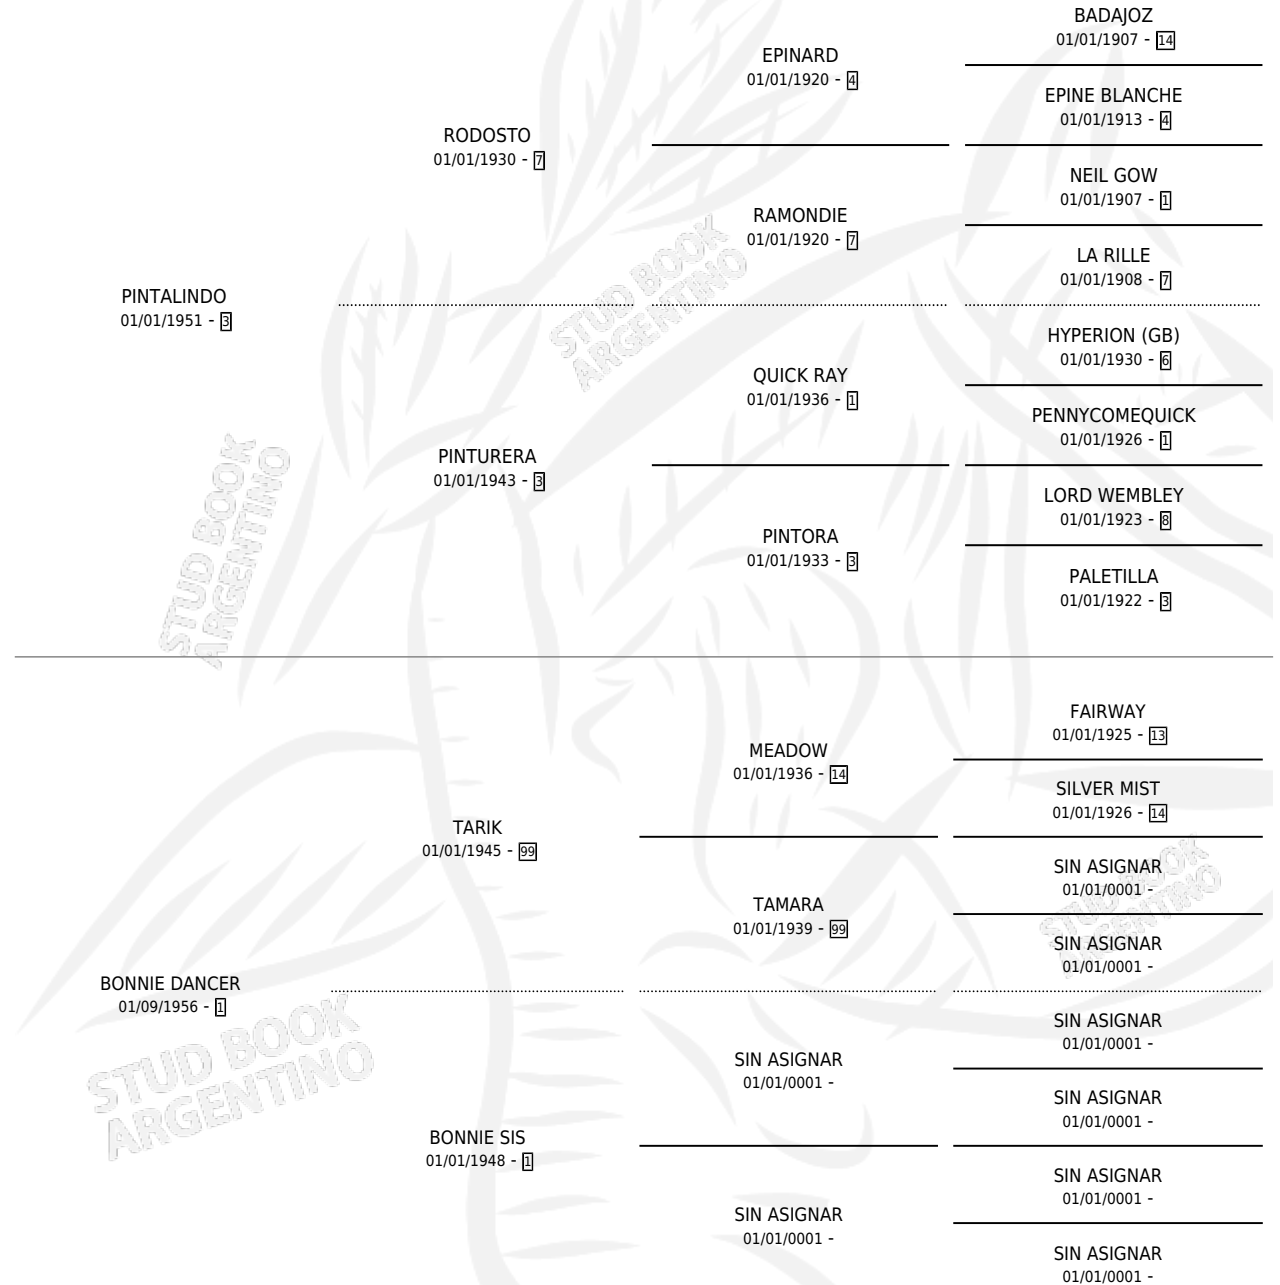 BADAJOZ
01/01/1907 - 14
EPINARD
01/01/1920 - 4
EPINE BLANCHE
01/01/1913 - 4
RODOSTO
01/01/1930 - 7
NEIL GOW
01/01/1907 - 1
RAMONDIE
01/01/1920 - 7
LA RILLE
01/01/1908 - 7
PINTALINDO
01/01/1951 - 3
HYPERION (GB)
01/01/1930 - 6
QUICK RAY
01/01/1936 - 1
PENNYCOMEQUICK
01/01/1926 - 1
PINTURERA
01/01/1943 - 3
LORD WEMBLEY
01/01/1923 - 8
PINTORA
01/01/1933 - 3
PALETILLA
01/01/1922 - 3
STUD BOOK
ARGENTINO
STUD BOOK
ARGENTINO
FAIRWAY
01/01/1925 - 13
MEADOW
01/01/1936 - 14
SILVER MIST
01/01/1926 - 14
TARIK
01/01/1945 - 99
SIN ASIGNAR
01/01/0001 -
TAMARA
01/01/1939 - 99
SIN ASIGNAR
01/01/0001 -
STUD BOOK
ARGENTINO
BONNIE DANCER
01/09/1956 - 1
SIN ASIGNAR
01/01/0001 -
SIN ASIGNAR
01/01/0001 -
SIN ASIGNAR
01/01/0001 -
BONNIE SIS
01/01/1948 - 1
SIN ASIGNAR
01/01/0001 -
SIN ASIGNAR
01/01/0001 -
SIN ASIGNAR
01/01/0001 -
STUD BOOK
ARGENTINO